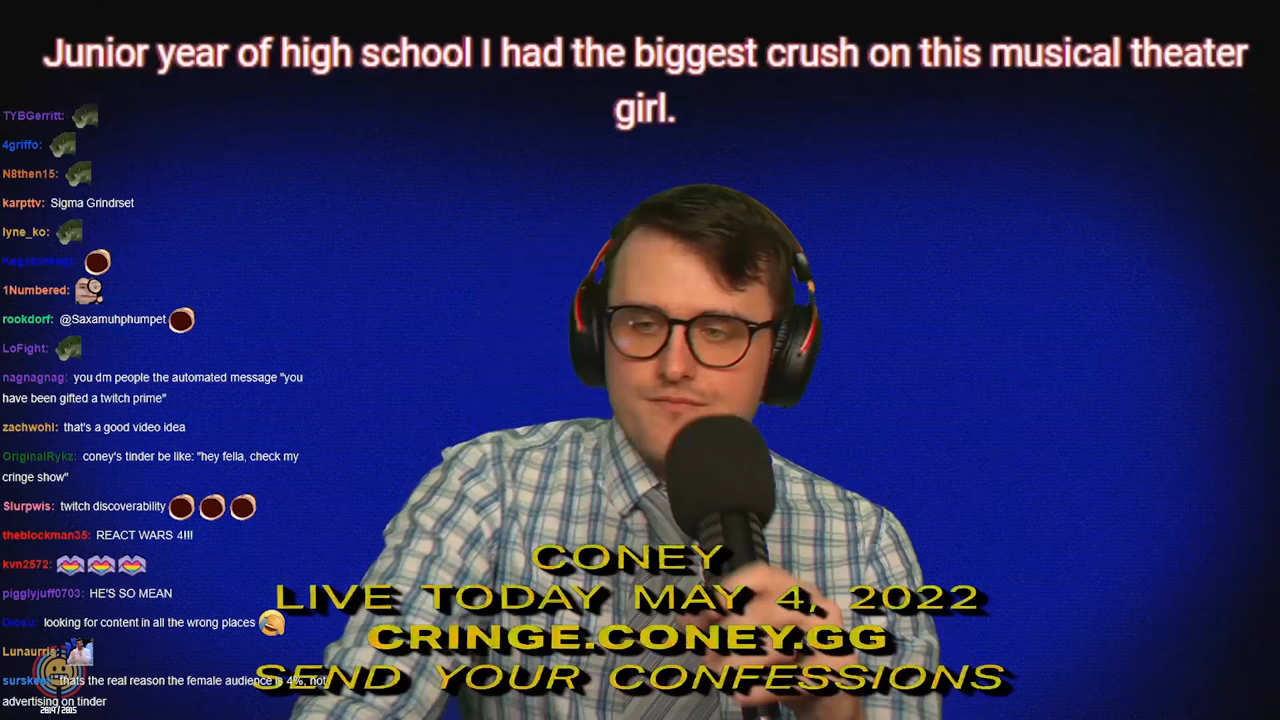 Junior year of high school I had the biggest crush on this musical theater
girl.
TYBGerritt:
4griffo:
N8then15:
karpttv: Sigma Grindrset
lyne_ko:
1Numbered:
rookdorf: @Saxamuhphumpet
LoFight:
nagnagnag: you dm people the automated message "you
have been gifted a twitch prime"
zachwohl: that's a good video idea
OriginalRykz: coney's tinder be like: "hey fella, check my
cringe show"
Slurpwis: twitch discoverability
theblockman35: REACT WARS 4!!!
kvn2572:
pigglyjuff0703: HE'S SO MEAN
looking for content in all the wrong places
Lunaurris:
thats the real reason the female audience is 4%, not
advertising on tinder
2019/2015
CONEY
LIVE TODAY MAY 4, 2022
CRINGE.CONEY.GG
SEND YOUR CONFESSIONS